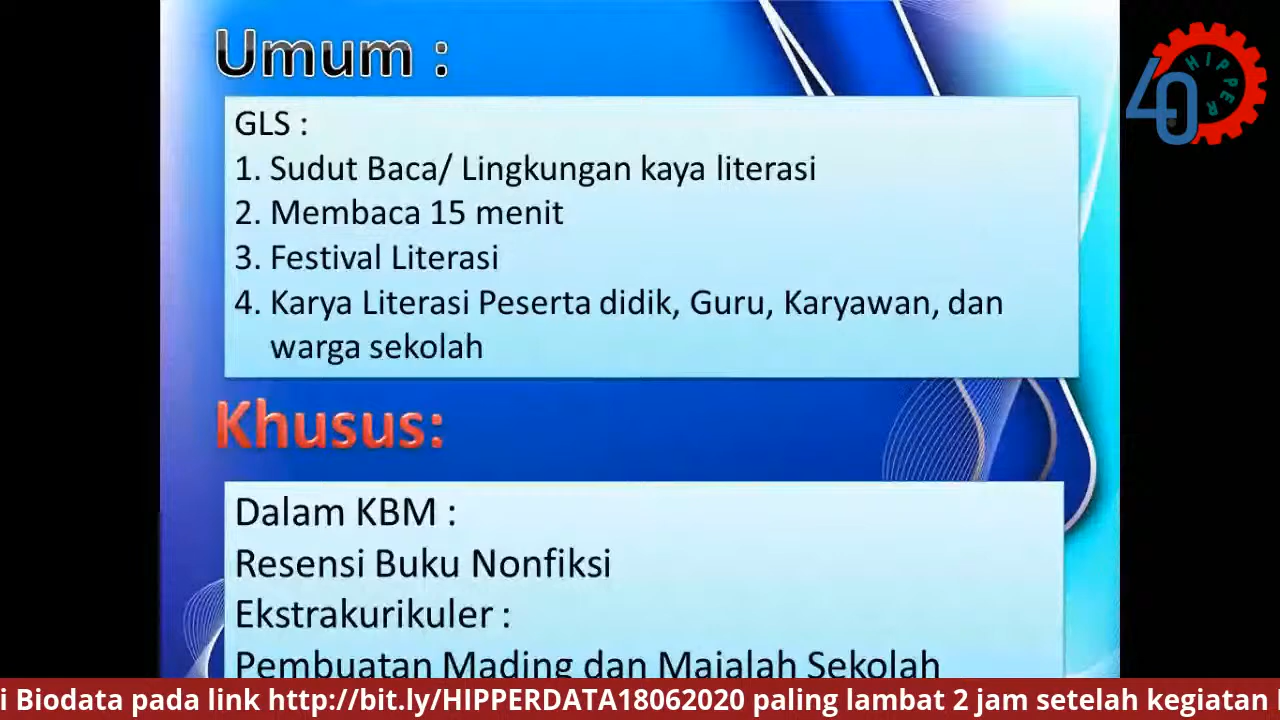 Umum :
GLS :
1. Sudut Baca/ Lingkungan kaya literasi
2. Membaca 15 menit
3. Festival Literasi
4. Karya Literasi Peserta didik, Guru, Karyawan, dan
warga sekolah
Khusus:
Dalam KBM :
Resensi Buku Nonfiksi
Ekstrakurikuler :
Pembuatan Mading dan Majalah Sekolah
i Biodata pada link http://bit.ly/HIPPERDATA18062020 paling lambat 2 jam setelah kegiatan
40 HIPPER